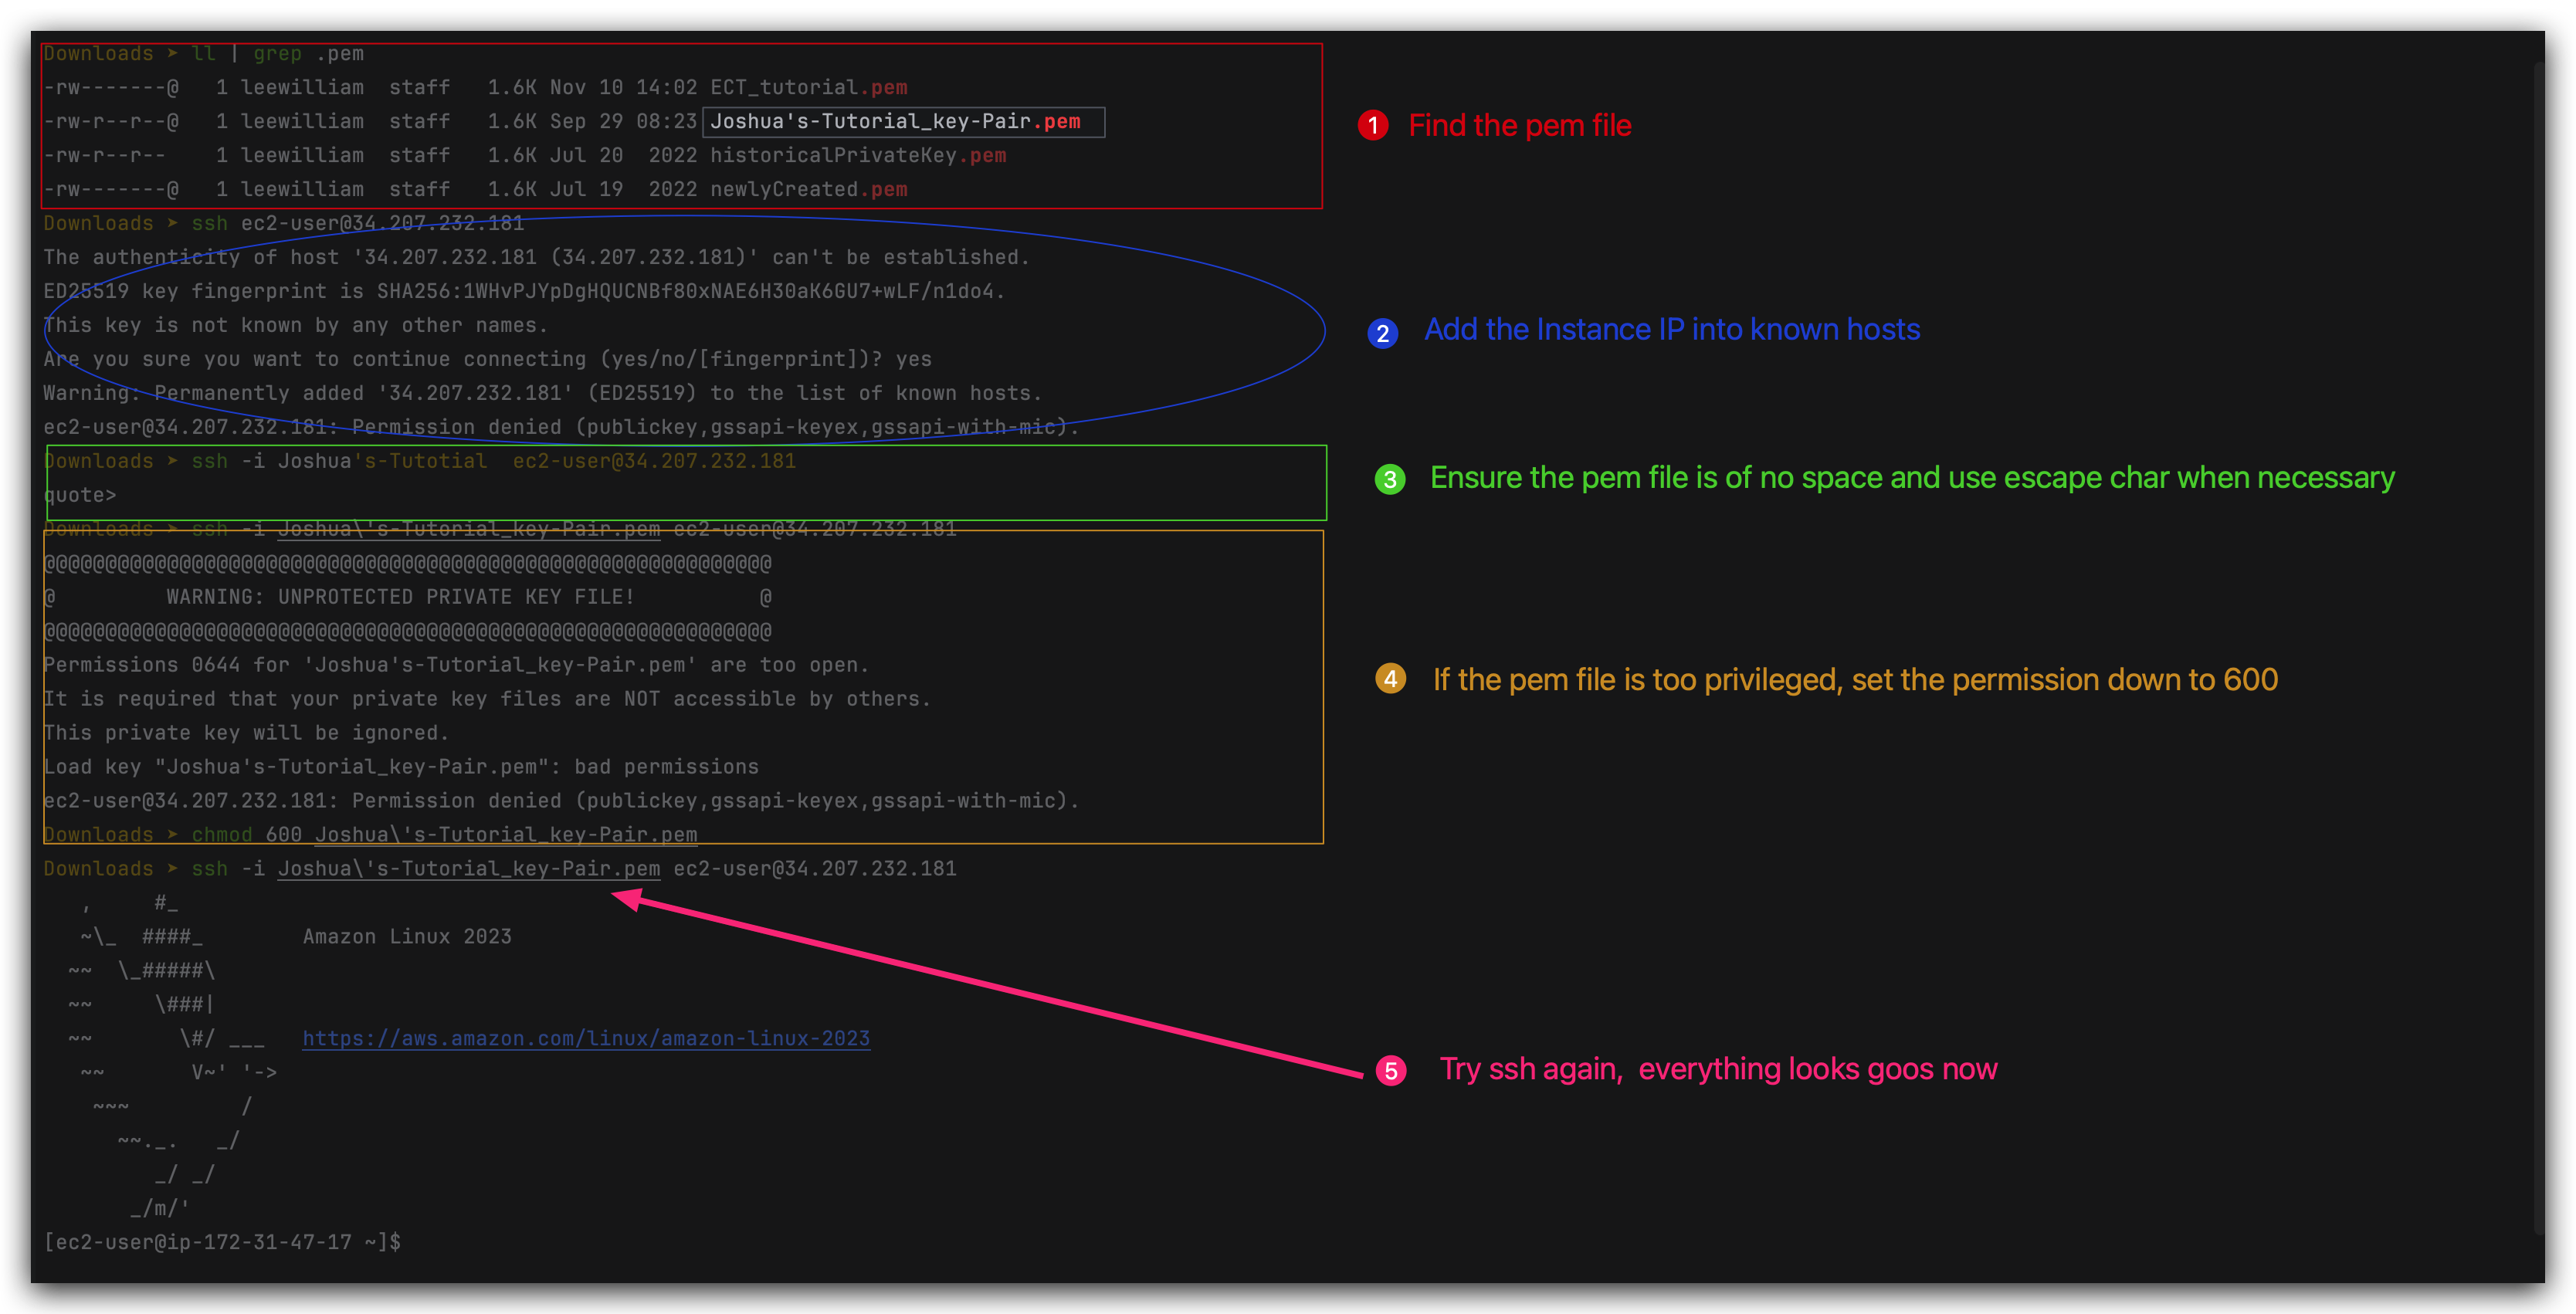 Downloads ➤ ll | grep .pem
-rw-------@   1 leewilliam  staff   1.6K Nov 10 14:02 ECT_tutorial.pem
-rw-r--r--@   1 leewilliam  staff   1.6K Sep 29 08:23 Joshua's-Tutorial_key-Pair.pem
-rw-r--r--    1 leewilliam  staff   1.6K Jul 20  2022 historicalPrivateKey.pem
-rw-------@   1 leewilliam  staff   1.6K Jul 19  2022 newlyCreated.pem
1 Find the pem file
Downloads ➤ ssh ec2-user@34.207.232.181
The authenticity of host '34.207.232.181 (34.207.232.181)' can't be established.
ED25519 key fingerprint is SHA256:1WHvPJYpDgHQUCNBf80xNAE6H30aK6GU7+wLF/n1do4.
This key is not known by any other names.
Are you sure you want to continue connecting (yes/no/[fingerprint])? yes
Warning: Permanently added '34.207.232.181' (ED25519) to the list of known hosts.
ec2-user@34.207.232.181: Permission denied (publickey,gssapi-keyex,gssapi-with-mic).
2 Add the Instance IP into known hosts
Downloads ➤ ssh -i Joshua's-Tutotial  ec2-user@34.207.232.181
quote>
3 Ensure the pem file is of no space and use escape char when necessary
Downloads ➤ ssh -i Joshua\'s-Tutorial_key-Pair.pem ec2-user@34.207.232.181
@@@@@@@@@@@@@@@@@@@@@@@@@@@@@@@@@@@@@@@@@@@@@@@@@@@@@@@@@@@
@         WARNING: UNPROTECTED PRIVATE KEY FILE!          @
@@@@@@@@@@@@@@@@@@@@@@@@@@@@@@@@@@@@@@@@@@@@@@@@@@@@@@@@@@@
Permissions 0644 for 'Joshua's-Tutorial_key-Pair.pem' are too open.
It is required that your private key files are NOT accessible by others.
This private key will be ignored.
Load key "Joshua's-Tutorial_key-Pair.pem": bad permissions
ec2-user@34.207.232.181: Permission denied (publickey,gssapi-keyex,gssapi-with-mic).
Downloads ➤ chmod 600 Joshua\'s-Tutorial_key-Pair.pem
4 If the pem file is too privileged, set the permission down to 600
Downloads ➤ ssh -i Joshua\'s-Tutorial_key-Pair.pem ec2-user@34.207.232.181
   ,     #_
   ~\_  ####_        Amazon Linux 2023
  ~~  \_#####\
  ~~     \###|
  ~~       \#/ ___   https://aws.amazon.com/linux/amazon-linux-2023
   ~~       V~' '->
    ~~~         /
      ~~._.   _/
         _/ _/
       _/m/'
[ec2-user@ip-172-31-47-17 ~]$
5 Try ssh again,  everything looks goos now